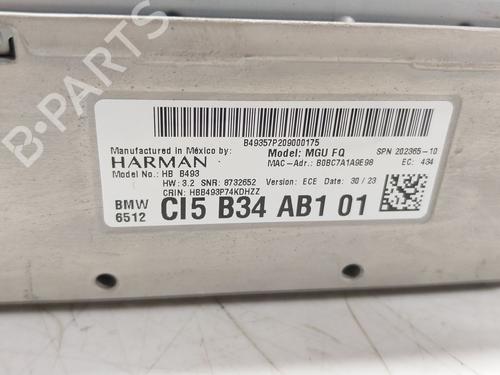 B49357P209000175
Manufactured in México by:
HARMAN
Model: MGU FQ
SPN 202365-10
MAC-Adr.: B0BC7A1A9E98
EC: 434
Model No.: HB B493
HW: 3.2 SNR: 8732652 Version: ECE Date: 30 / 23
CRIN: HBB493P74KDHZZ
BMW
6512
CI5 B34 AB1 01
B-PARTS